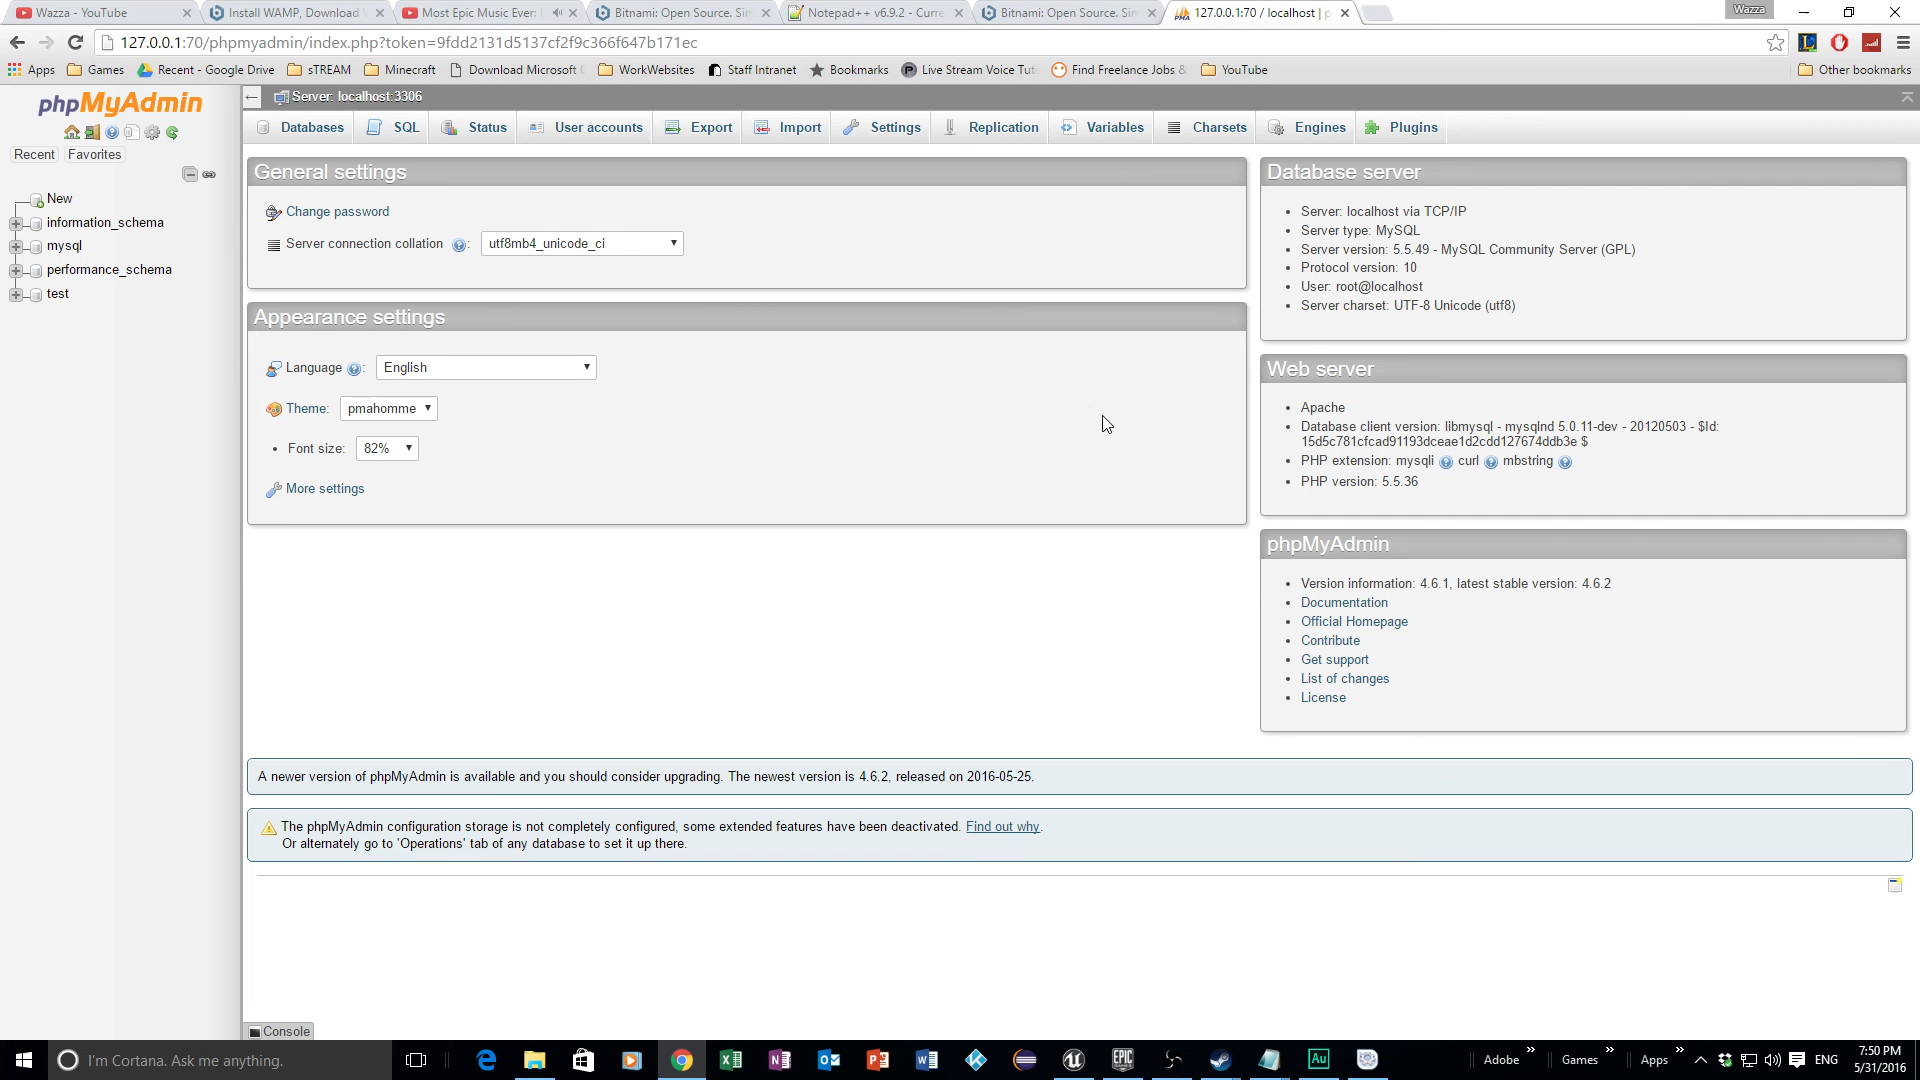 Wazza - YouTube
Install WAMP, Download
Most Epic Music Ever:
Bitnami: Open Source. Sim
Notepad++ v6.9.2 - Curre
Bitnami: Open Source. Sim
127.0.0.1:70 / localhost | p
Wazza
127.0.0.1:70/phpmyadmin/index.php?token=9fdd2131d5137cf2f9c366f647b171ec
Apps
Games
Recent - Google Drive
sTREAM
Minecraft
Download Microsoft
WorkWebsites
Staff Intranet
Bookmarks
Live Stream Voice Tut
Find Freelance Jobs &
YouTube
Other bookmarks
phpMyAdmin
Recent
Favorites
New
information_schema
mysql
performance_schema
test
Server: localhost:3306
Databases
SQL
Status
User accounts
Export
Import
Settings
Replication
Variables
Charsets
Engines
Plugins
General settings
Change password
Server connection collation :
utf8mb4_unicode_ci
Appearance settings
Language :
English
Theme:
pmahomme
Font size:
82%
More settings
Database server
Server: localhost via TCP/IP
Server type: MySQL
Server version: 5.5.49 - MySQL Community Server (GPL)
Protocol version: 10
User: root@localhost
Server charset: UTF-8 Unicode (utf8)
Web server
Apache
Database client version: libmysql - mysqlnd 5.0.11-dev - 20120503 - $Id:
15d5c781cfcad91193dceae1d2cdd127674ddb3e $
PHP extension: mysqli curl mbstring
PHP version: 5.5.36
phpMyAdmin
Version information: 4.6.1, latest stable version: 4.6.2
Documentation
Official Homepage
Contribute
Get support
List of changes
License
A newer version of phpMyAdmin is available and you should consider upgrading. The newest version is 4.6.2, released on 2016-05-25.
The phpMyAdmin configuration storage is not completely configured, some extended features have been deactivated. Find out why.
Or alternately go to 'Operations' tab of any database to set it up there.
Console
I'm Cortana. Ask me anything.
EPIC
GAMES
Au
Adobe
Games
Apps
ENG
7:50 PM
5/31/2016